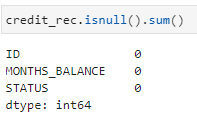 credit_rec.isnull().sum()
ID 0
MONTHS_BALANCE 0
STATUS 0
dtype: int64